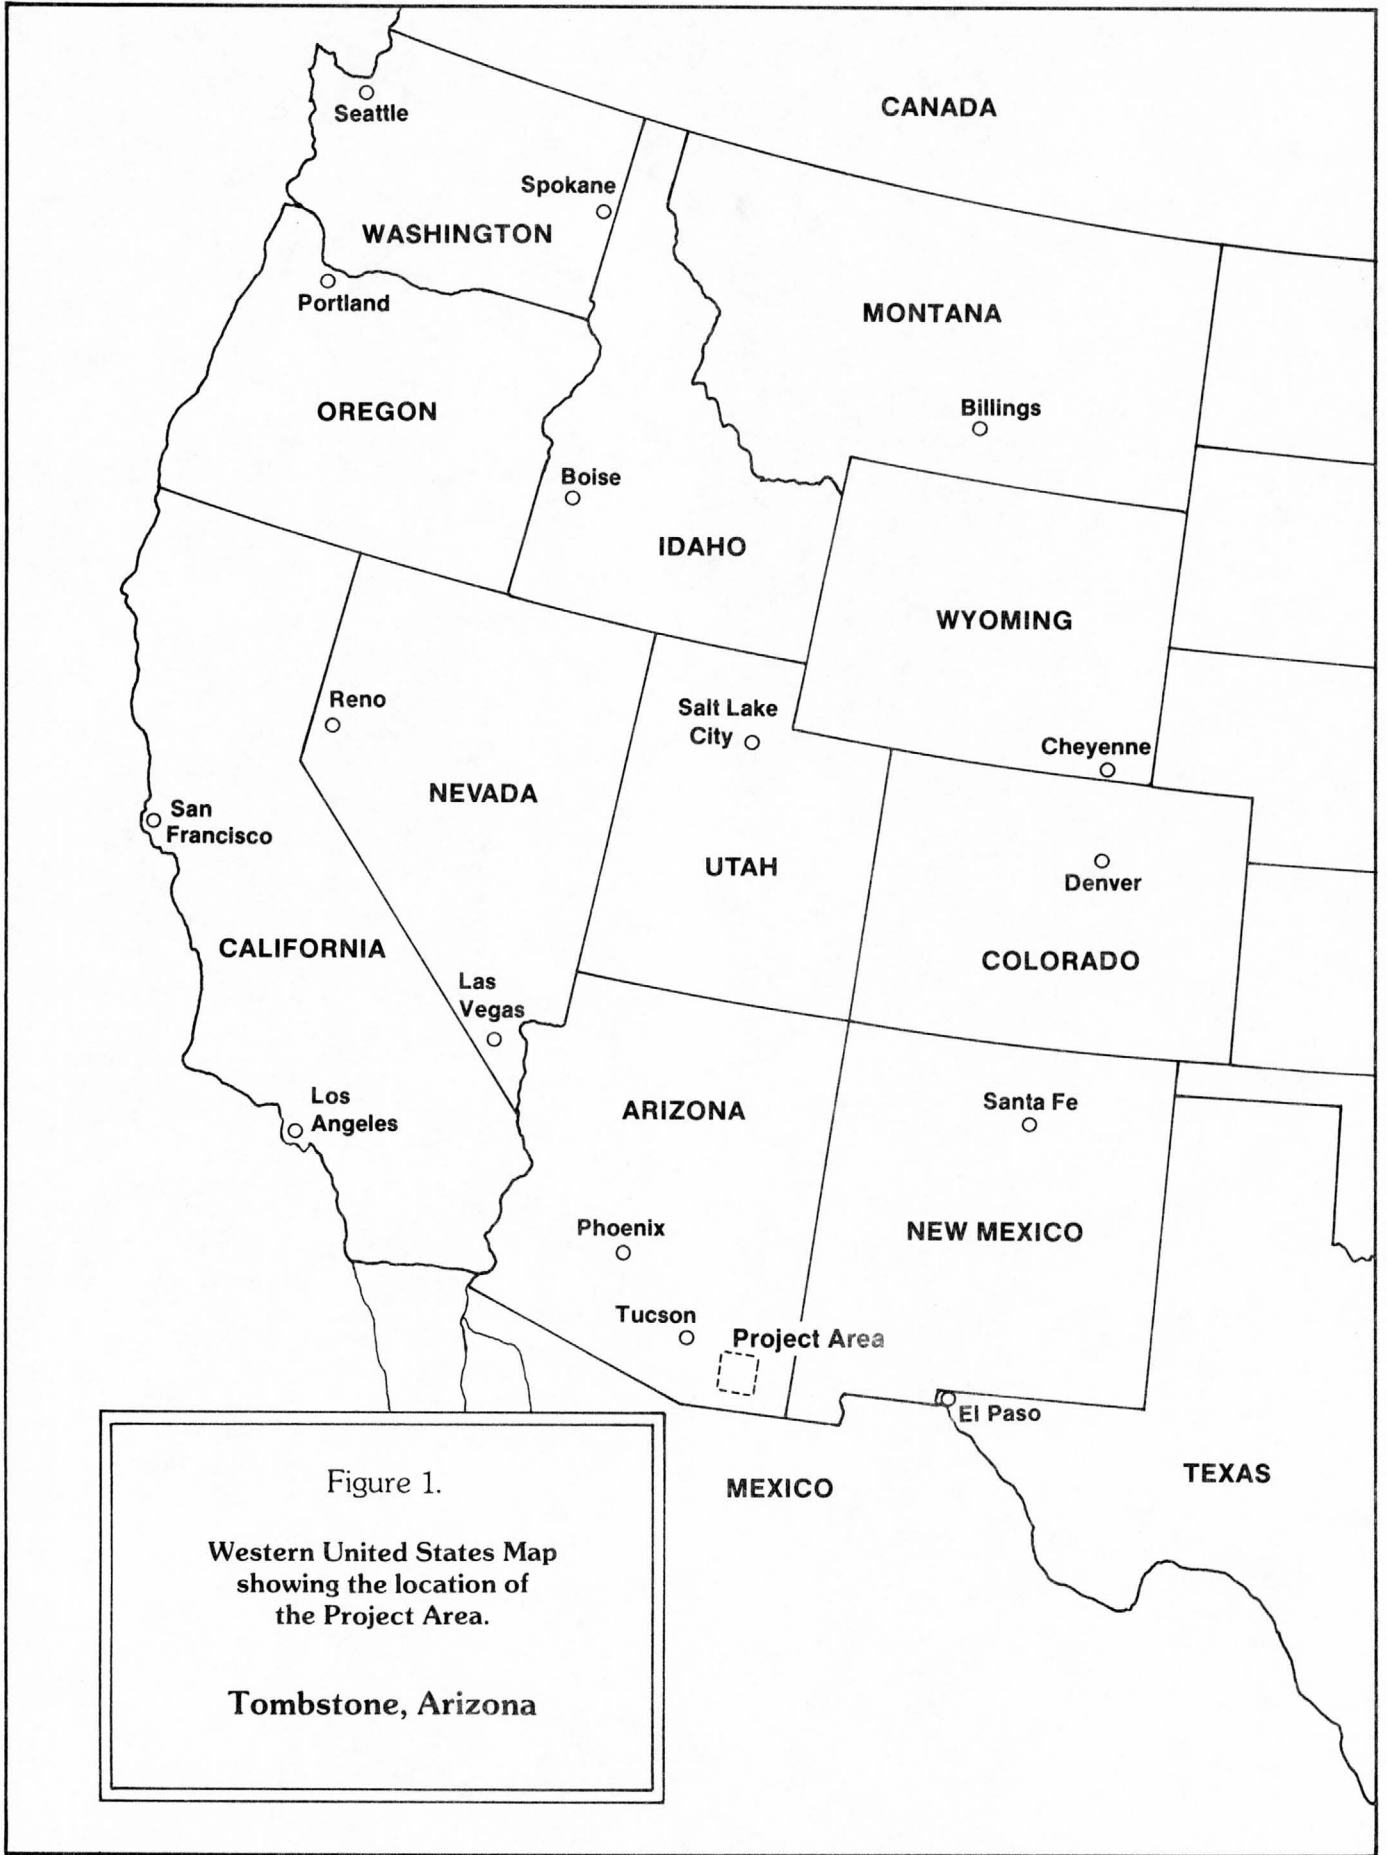 CANADA
Seattle
Spokane
WASHINGTON
Portland
MONTANA
OREGON
Billings
Boise
IDAHO
WYOMING
Reno
Salt Lake
City
Cheyenne
NEVADA
San
Francisco
UTAH
Denver
CALIFORNIA
COLORADO
Las
Vegas
Los
Angeles
ARIZONA
Santa Fe
Phoenix
NEW MEXICO
Tucson
Project Area
El Paso
MEXICO
TEXAS
Figure 1.
Western United States Map
showing the location of
the Project Area.
Tombstone, Arizona